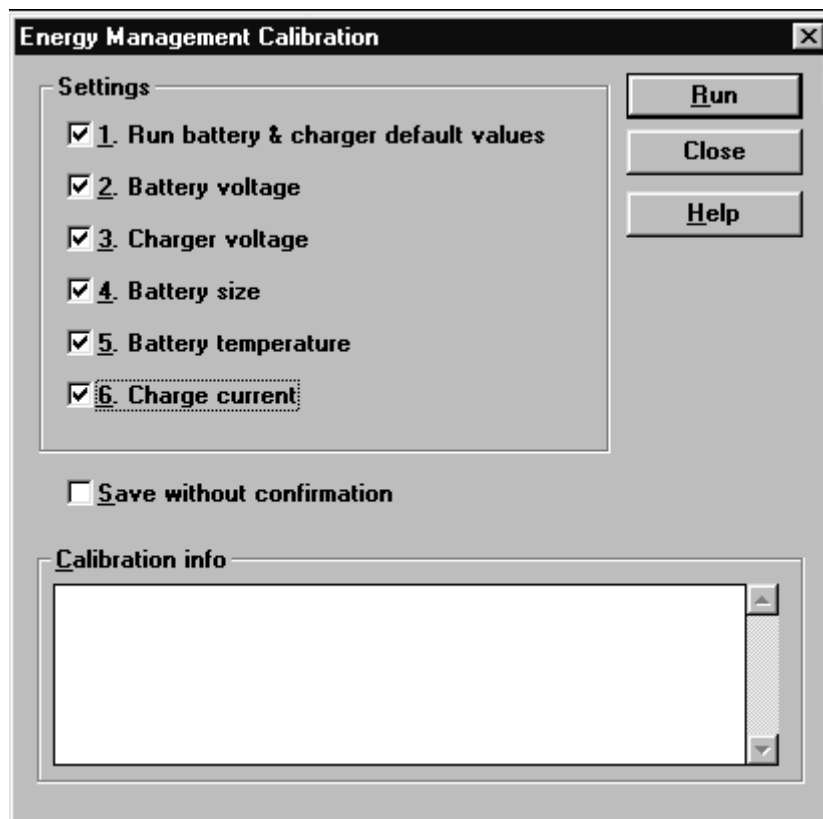 Energy Management Calibration
Settings
1. Run battery & charger default values
2. Battery voltage
3. Charger voltage
4. Battery size
5. Battery temperature
6. Charge current
Run
Close
Help
Save without confirmation
Calibration info